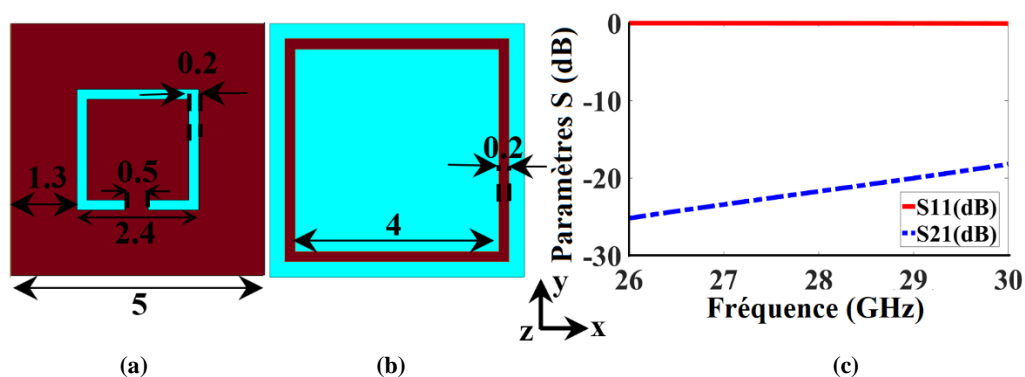 0.2
1.3
0.5
2.4
5
(a)
0.2
4
y
z
x
(b)
Paramètres S (dB)
0
-10
-20
-30
S11(dB)
S21(dB)
26
27
28
29
30
Fréquence (GHz)
(c)